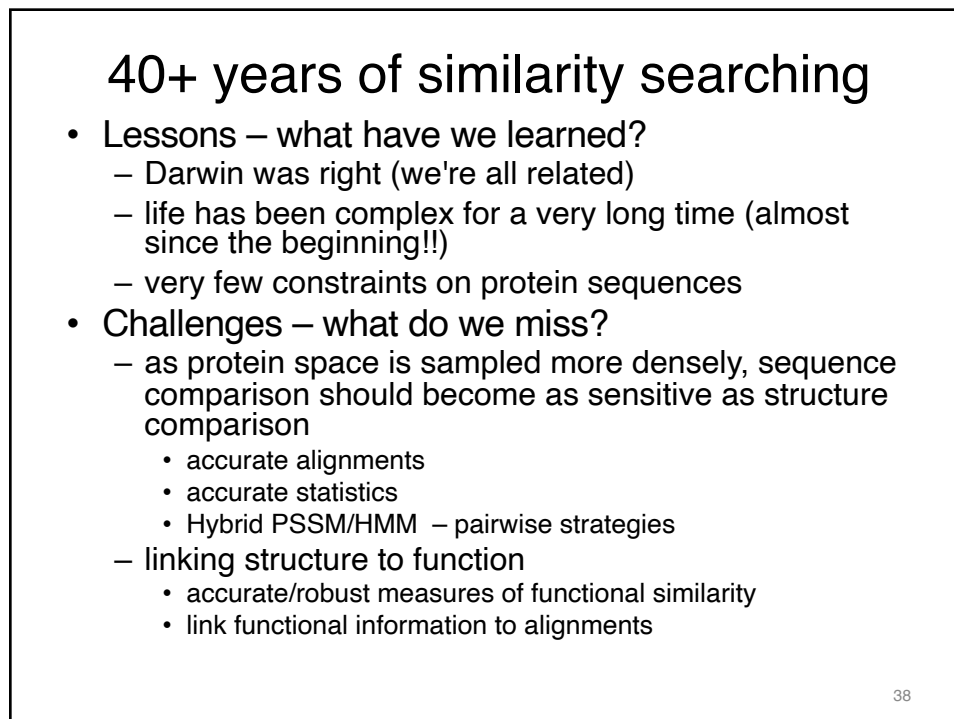 40+ years of similarity searching
• Lessons – what have we learned?
– Darwin was right (we're all related)
– life has been complex for a very long time (almost
since the beginning!!)
– very few constraints on protein sequences
• Challenges – what do we miss?
– as protein space is sampled more densely, sequence
comparison should become as sensitive as structure
comparison
• accurate alignments
• accurate statistics
• Hybrid PSSM/HMM – pairwise strategies
– linking structure to function
• accurate/robust measures of functional similarity
• link functional information to alignments
38